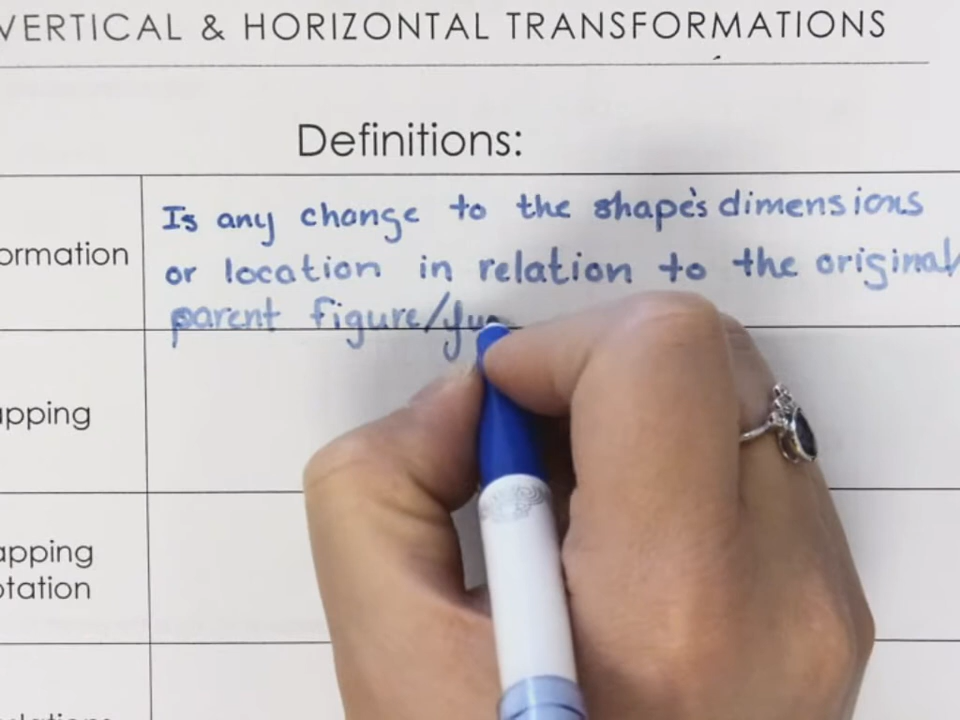 VERTICAL & HORIZONTAL TRANSFORMATIONS
Definitions:
ormation
Is any change to the shape's dimensions
or location in relation to the original
parent figure/fun
apping
apping
otation